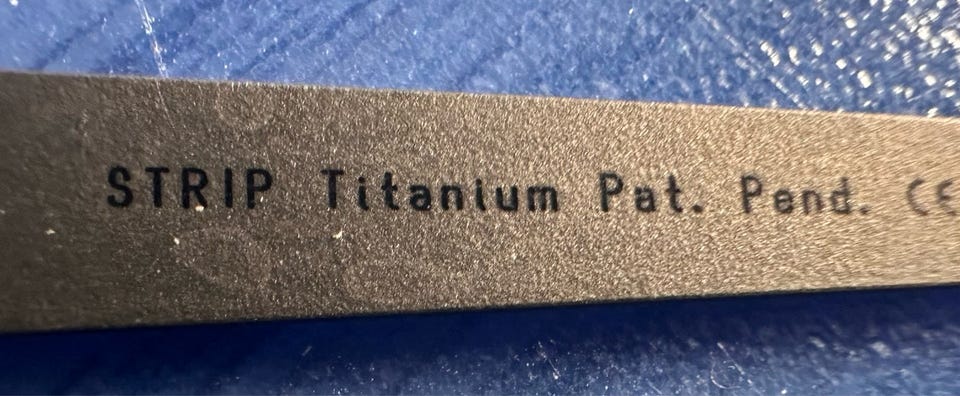 STRIP Titanium Pat. Pend. CE